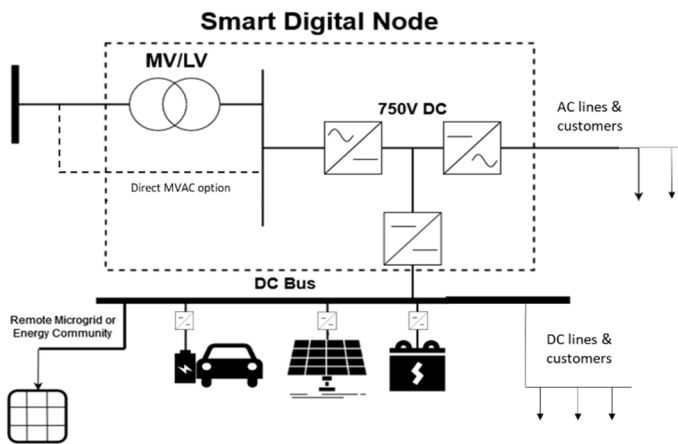 Smart Digital Node
MV/LV
750V DC
AC lines &
customers
Direct MVAC option
DC Bus
Remote Microgrid or
Energy Community
DC lines &
customers